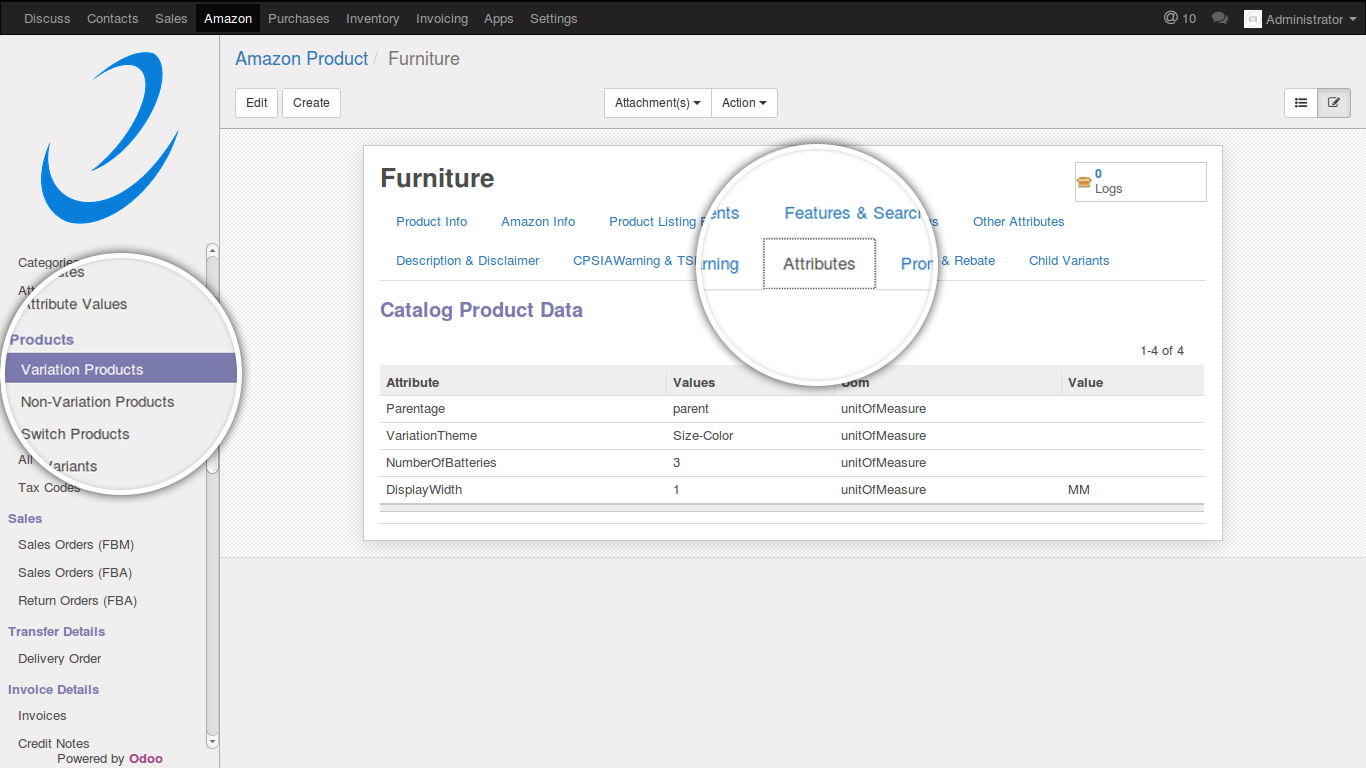 Discuss Contacts Sales Amazon Purchases Inventory Invoicing Apps Settings @ 10 Administrator
Amazon Product / Furniture
Edit Create Attachment(s) Action
Furniture
0
Logs
Product Info Amazon Info Product Listing Features & Search Other Attributes
Description & Disclaimer CPSIAWarning & Attributes & Rebate Child Variants
Catalog Product Data
1-4 of 4
Attribute Values Uom Value
Parentage parent unitOfMeasure
VariationTheme Size-Color unitOfMeasure
NumberOfBatteries 3 unitOfMeasure
DisplayWidth 1 unitOfMeasure MM
Categories
Attribute Values
Products
Variation Products
Non-Variation Products
Switch Products
All Variants
Tax Codes
Sales
Sales Orders (FBM)
Sales Orders (FBA)
Return Orders (FBA)
Transfer Details
Delivery Order
Invoice Details
Invoices
Credit Notes
Powered by Odoo